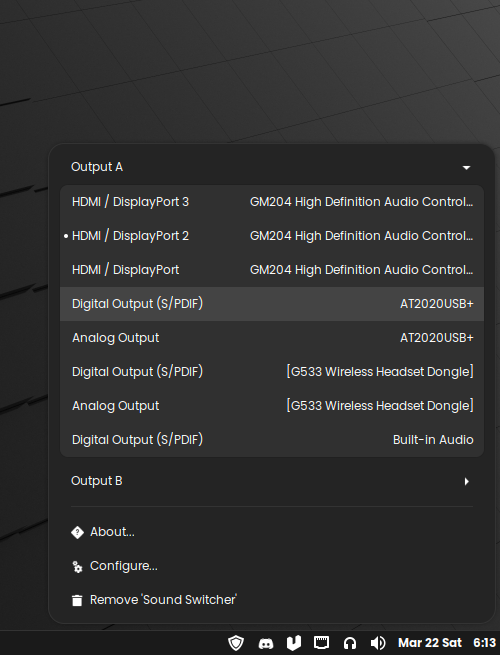 Output A
HDMI / DisplayPort 3 GM204 High Definition Audio Control...
HDMI / DisplayPort 2 GM204 High Definition Audio Control...
HDMI / DisplayPort GM204 High Definition Audio Control...
Digital Output (S/PDIF) AT2020USB+
Analog Output AT2020USB+
Digital Output (S/PDIF) [G533 Wireless Headset Dongle]
Analog Output [G533 Wireless Headset Dongle]
Digital Output (S/PDIF) Built-in Audio
Output B
About...
Configure...
Remove 'Sound Switcher'
Mar 22 Sat 6:13